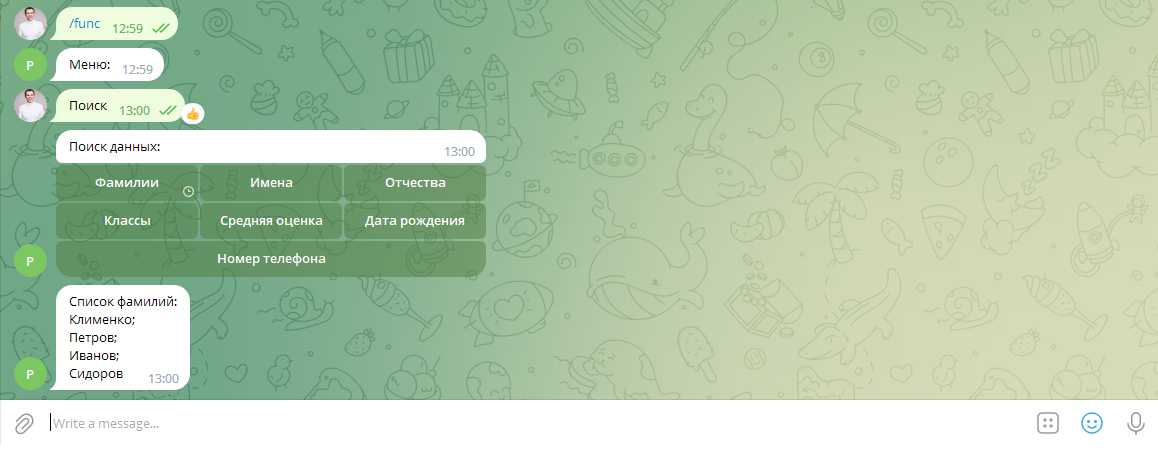 /func 12:59
P
Меню: 12:59
Поиск 13:00
Поиск данных: 13:00
Фамилии Имена Отчества
Классы Средняя оценка Дата рождения
P
Номер телефона
Список фамилий:
Клименко;
Петров;
Иванов;
P
Сидоров 13:00
Write a message...